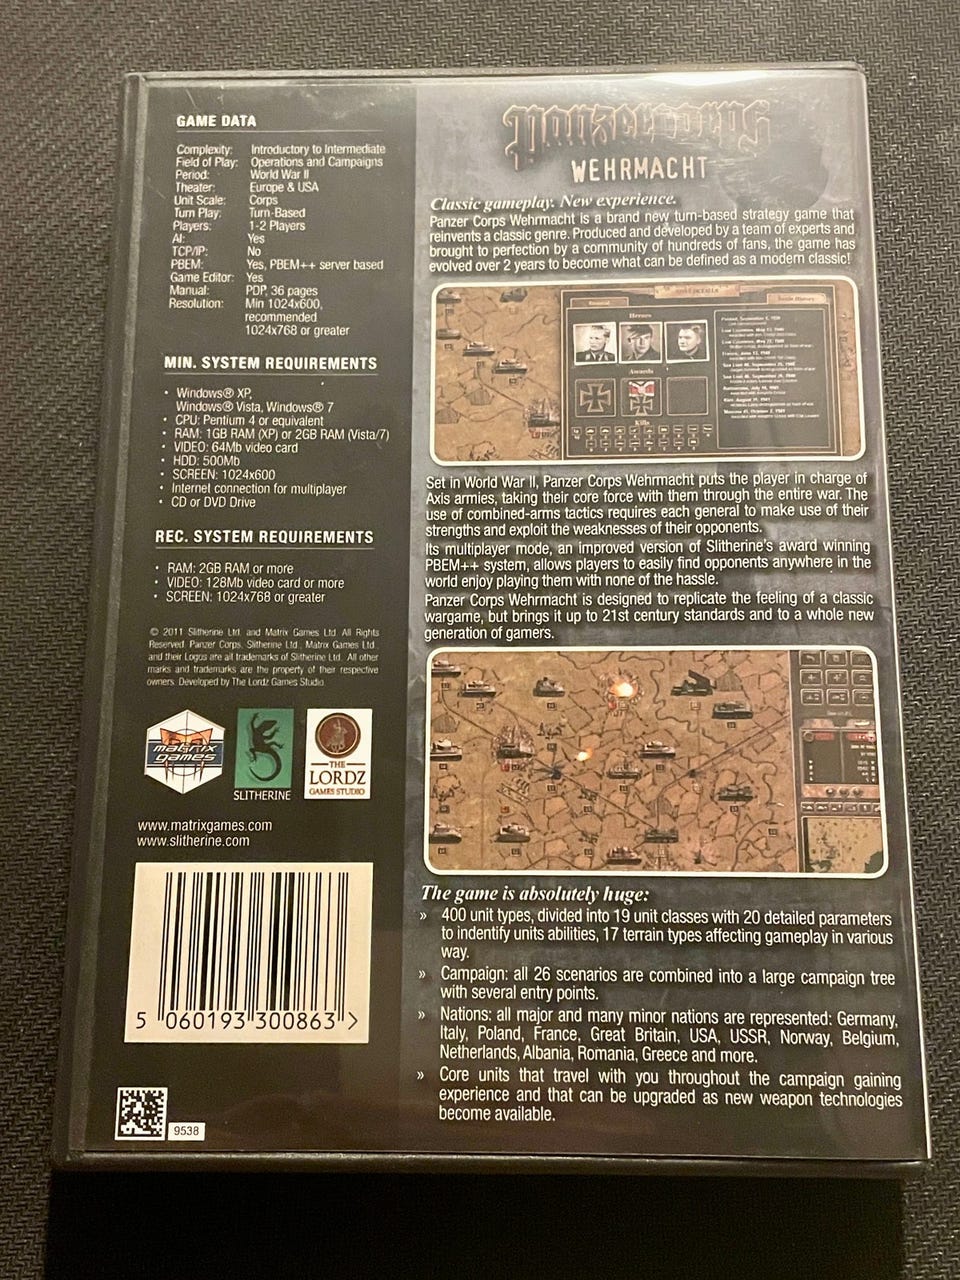 GAME DATA
Complexity: Introductory to Intermediate
Field of Play: Operations and Campaigns
Period: World War II
Theater: Europe & USA
Unit Scale: Corps
Turn Play: Turn-Based
Players: 1-2 Players
AI: Yes
TCP/IP: No
PBEM: Yes, PBEM++ server based
Game Editor: Yes
Manual: PDF, 36 pages
Resolution: Min 1024x600,
recommended
1024x768 or greater
MIN. SYSTEM REQUIREMENTS
• Windows® XP,
Windows® Vista, Windows® 7
• CPU: Pentium 4 or equivalent
• RAM: 1GB RAM (XP) or 2GB RAM (Vista/7)
• VIDEO: 64Mb video card
• HDD: 500Mb
• SCREEN: 1024x600
• Internet connection for multiplayer
• CD or DVD Drive
REC. SYSTEM REQUIREMENTS
• RAM: 2GB RAM or more
• VIDEO: 128Mb video card or more
• SCREEN: 1024x768 or greater
© 2011 Slitherine Ltd. and Matrix Games Ltd. All Rights
Reserved. Panzer Corps, Slitherine Ltd., Matrix Games Ltd.
and their Logos are all trademarks of Slitherine Ltd. All other
marks and trademarks are the property of their respective
owners. Developed by The Lordz Games Studio.
matrix
games
SLITHERINE
THE
LORDZ
GAMES STUDIO
www.matrixgames.com
www.slitherine.com
5 060193 300863 >
9538
Panzer Corps
WEHRMACHT
Classic gameplay. New experience.
Panzer Corps Wehrmacht is a brand new turn-based strategy game that
reinvents a classic genre. Produced and developed by a team of experts and
brought to perfection by a community of hundreds of fans, the game has
evolved over 2 years to become what can be defined as a modern classic!
Heroes
Awards
Kills
Set in World War II, Panzer Corps Wehrmacht puts the player in charge of
Axis armies, taking their core force with them through the entire war. The
use of combined-arms tactics requires each general to make use of their
strengths and exploit the weaknesses of their opponents.
Its multiplayer mode, an improved version of Slitherine's award winning
PBEM++ system, allows players to easily find opponents anywhere in the
world enjoy playing them with none of the hassle.
Panzer Corps Wehrmacht is designed to replicate the feeling of a classic
wargame, but brings it up to 21st century standards and to a whole new
generation of gamers.
The game is absolutely huge:
» 400 unit types, divided into 19 unit classes with 20 detailed parameters
to indentify units abilities, 17 terrain types affecting gameplay in various
way.
» Campaign: all 26 scenarios are combined into a large campaign tree
with several entry points.
» Nations: all major and many minor nations are represented: Germany,
Italy, Poland, France, Great Britain, USA, USSR, Norway, Belgium,
Netherlands, Albania, Romania, Greece and more.
» Core units that travel with you throughout the campaign gaining
experience and that can be upgraded as new weapon technologies
become available.